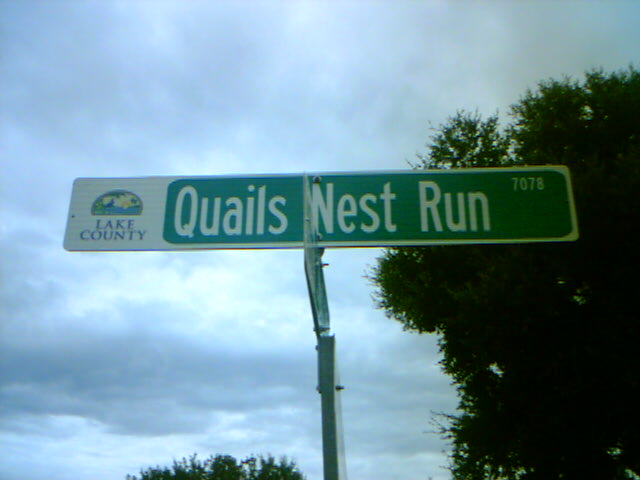 LAKE
COUNTY
Quails Nest Run
7078